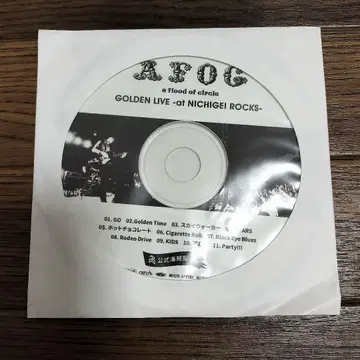 AFOC
a flood of circle
GOLDEN LIVE -at NICHIGEI ROCKS-
01. GO 02.Golden Time 03. スカイウォーカー ARS
05. ホットチョコレート 06. Cigarette Roll 07. Black Eye Blues
08. Rodeo Drive 09. KIDS 10. 11. Party!!!
公式海賊盤